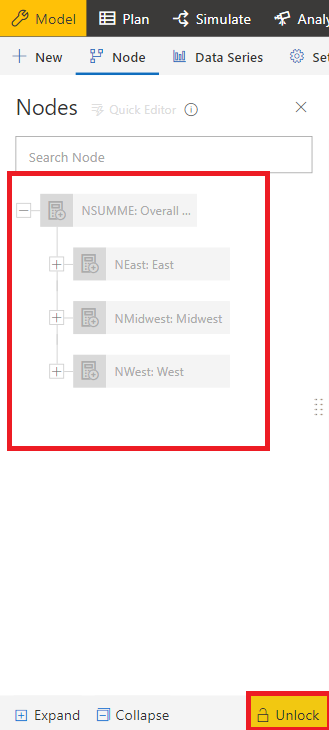 Model Plan Simulate Analy
New Node Data Series Set
Nodes Quick Editor
Search Node
NSUMME: Overall ...
NEast: East
NMidwest: Midwest
NWest: West
Expand Collapse Unlock